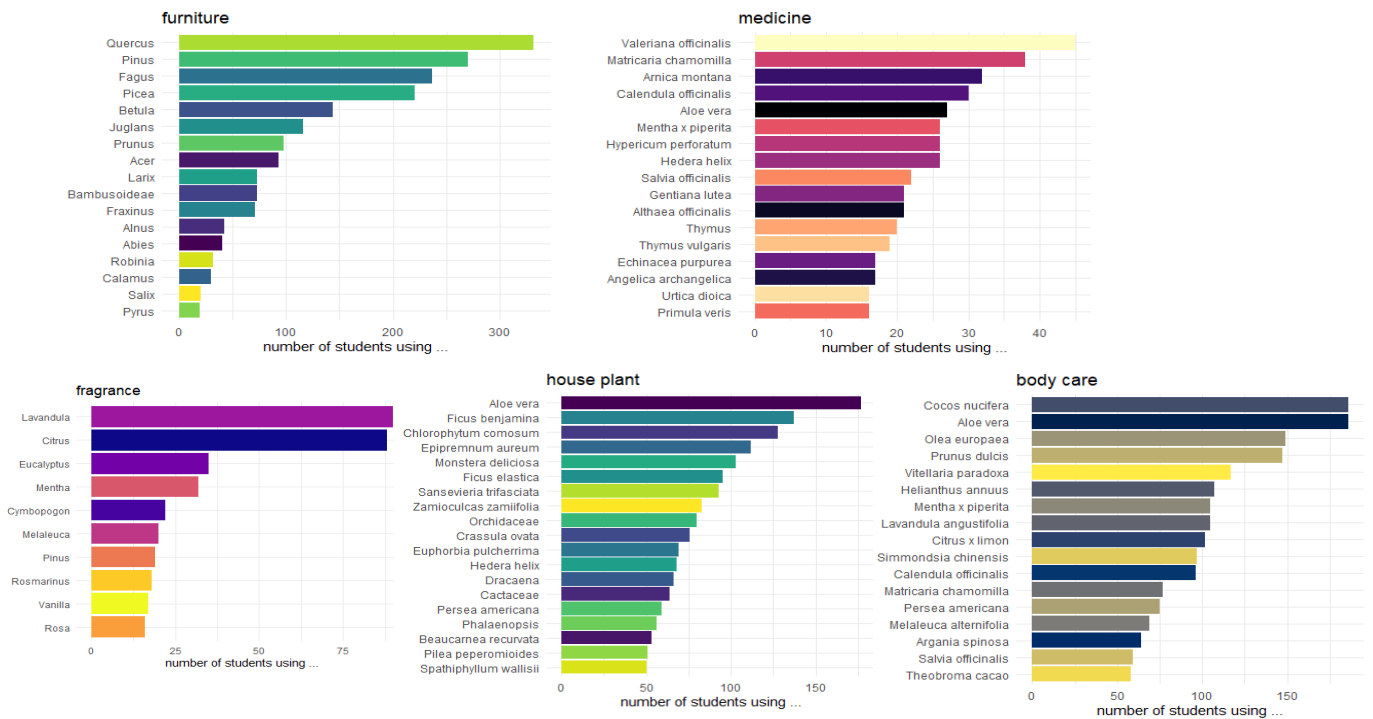 furniture
Quercus
Pinus
Fagus
Picea
Betula
Juglans
Prunus
Acer
Larix
Bambusoideae
Fraxinus
Alnus
Abies
Robinia
Calamus
Salix
Pyrus
0 100 200 300
number of students using ...
medicine
Valeriana officinalis
Matricaria chamomilla
Arnica montana
Calendula officinalis
Aloe vera
Mentha x piperita
Hypericum perforatum
Hedera helix
Salvia officinalis
Gentiana lutea
Althaea officinalis
Thymus
Thymus vulgaris
Echinacea purpurea
Angelica archangelica
Urtica dioica
Primula veris
0 10 20 30 40
number of students using ...
fragrance
Lavandula
Citrus
Eucalyptus
Mentha
Cymbopogon
Melaleuca
Pinus
Rosmarinus
Vanilla
Rosa
0 25 50 75
number of students using ...
house plant
Aloe vera
Ficus benjamina
Chlorophytum comosum
Epipremnum aureum
Monstera deliciosa
Ficus elastica
Sansevieria trifasciata
Zamioculcas zamiifolia
Orchidaceae
Crassula ovata
Euphorbia pulcherrima
Hedera helix
Dracaena
Cactaceae
Persea americana
Phalaenopsis
Beaucarnea recurvata
Pilea peperomioides
Spathiphyllum wallisii
0 50 100 150
number of students using ...
body care
Cocos nucifera
Aloe vera
Olea europaea
Prunus dulcis
Vitellaria paradoxa
Helianthus annuus
Mentha x piperita
Lavandula angustifolia
Citrus x limon
Simmondsia chinensis
Calendula officinalis
Matricaria chamomilla
Persea americana
Melaleuca alternifolia
Argania spinosa
Salvia officinalis
Theobroma cacao
0 50 100 150
number of students using ...